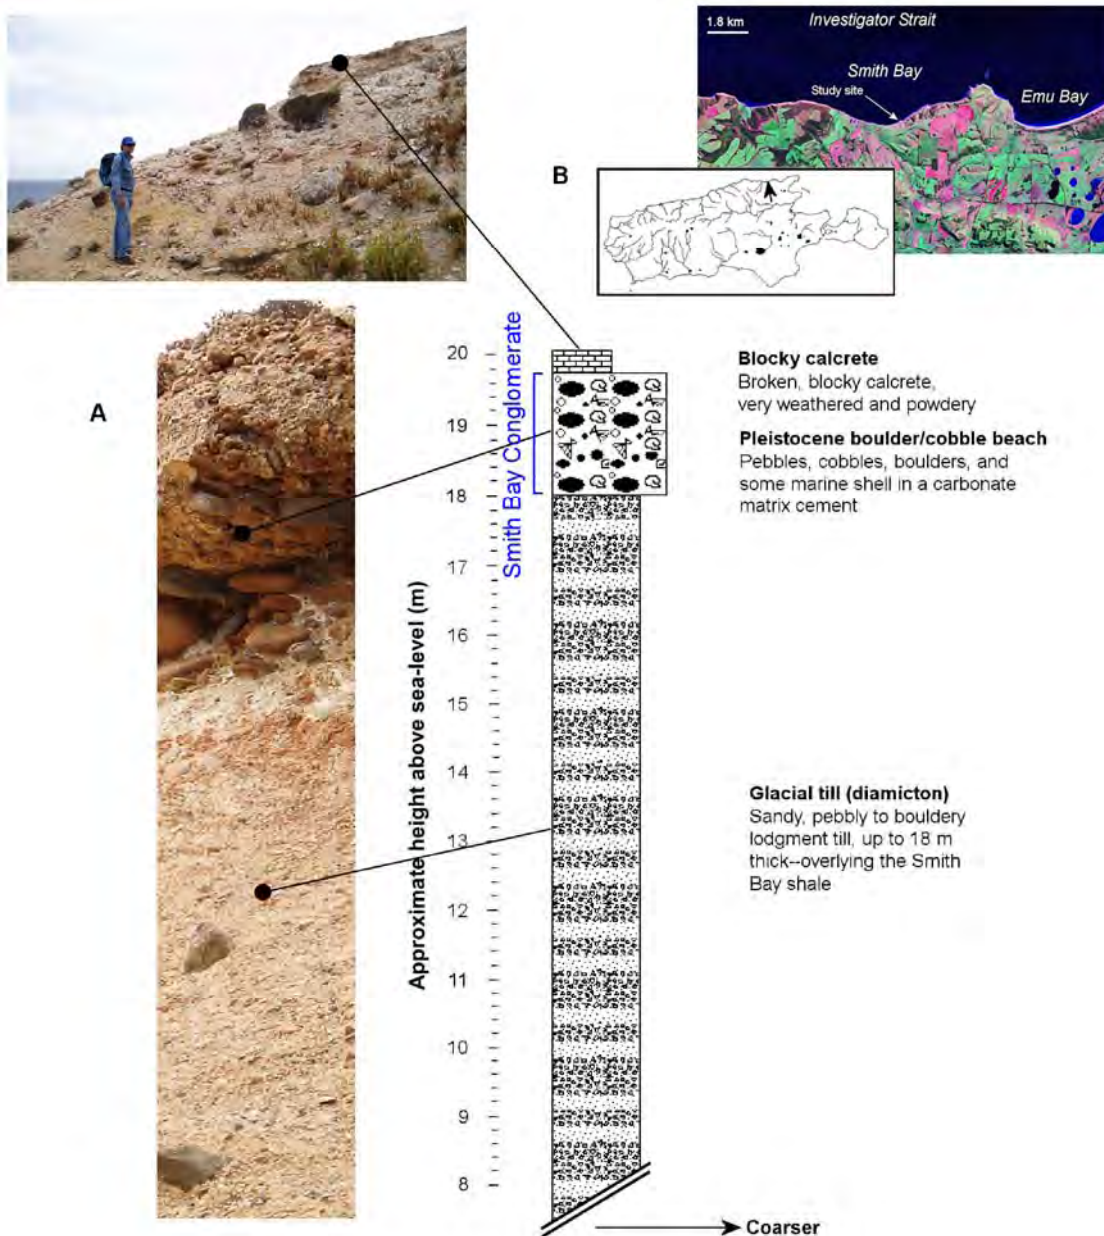 1.8 km
Investigator Strait
Smith Bay
Study site
Emu Bay
B
A
Smith Bay Conglomerate
Approximate height above sea-level (m)
20
19
18
17
16
15
14
13
12
11
10
9
8
Blocky calcrete
Broken, blocky calcrete,
very weathered and powdery
Pleistocene boulder/cobble beach
Pebbles, cobbles, boulders, and
some marine shell in a carbonate
matrix cement
Glacial till (diamicton)
Sandy, pebbly to bouldery
lodgment till, up to 18 m
thick--overlying the Smith
Bay shale
Coarser